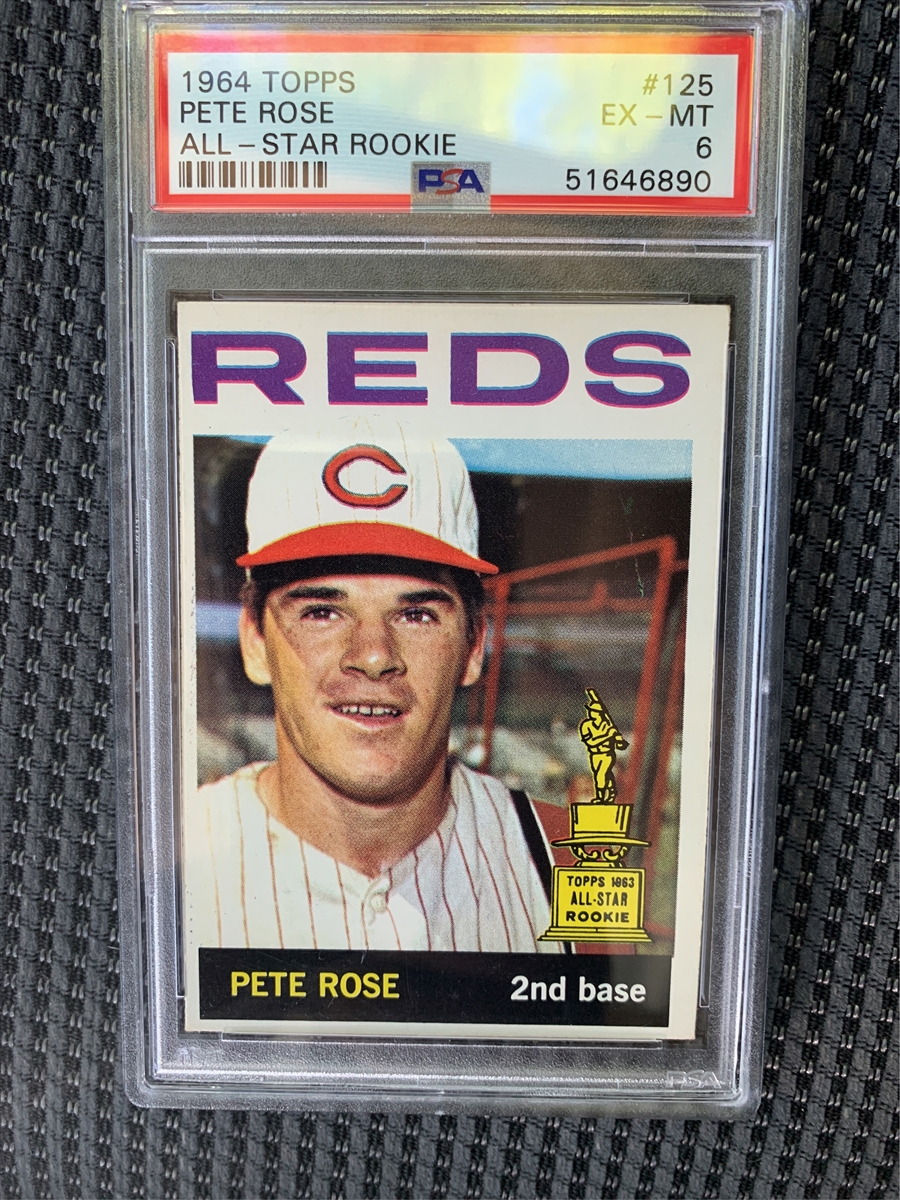 1964 TOPPS #125
PETE ROSE EX-MT
ALL-STAR ROOKIE 6
PSA 51646890
REDS
C
TOPPS 1963
ALL-STAR
ROOKIE
PETE ROSE 2nd base
PSA